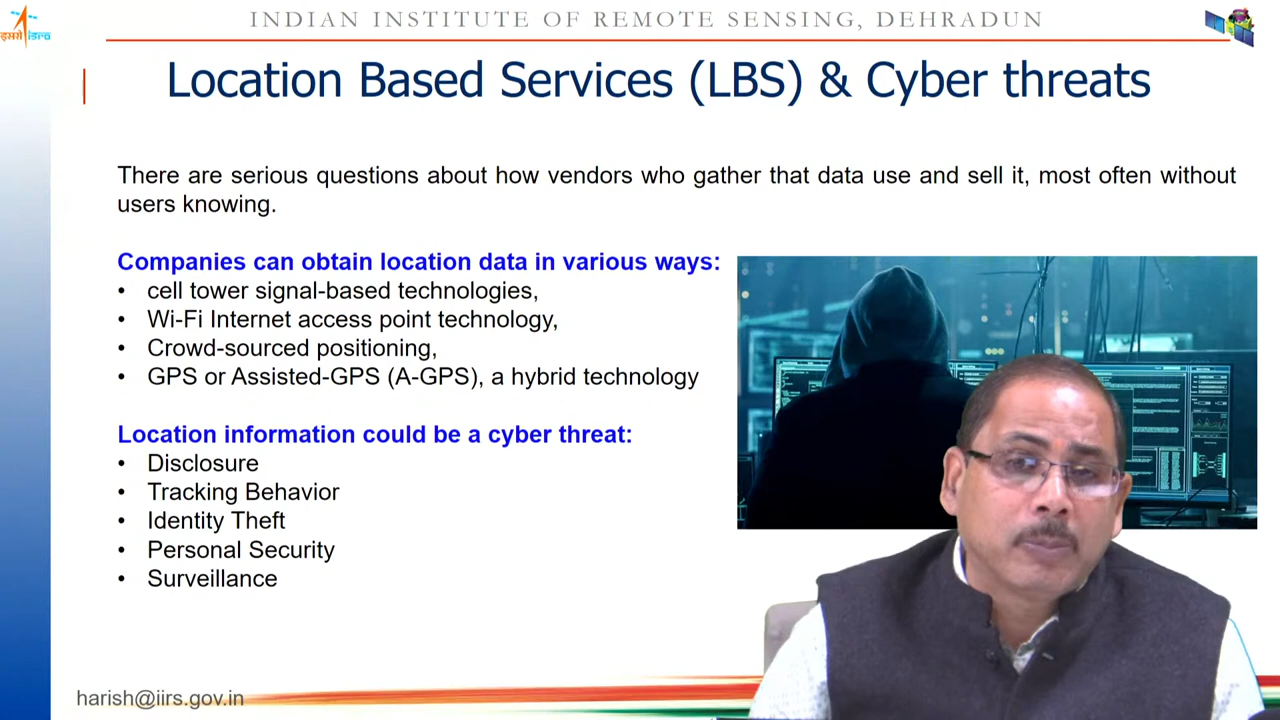 INDIAN INSTITUTE OF REMOTE SENSING, DEHRADUN
इसरो isro
Location Based Services (LBS) & Cyber threats
There are serious questions about how vendors who gather that data use and sell it, most often without
users knowing.
Companies can obtain location data in various ways:
• cell tower signal-based technologies,
• Wi-Fi Internet access point technology,
• Crowd-sourced positioning,
• GPS or Assisted-GPS (A-GPS), a hybrid technology
Location information could be a cyber threat:
• Disclosure
• Tracking Behavior
• Identity Theft
• Personal Security
• Surveillance
harish@iirs.gov.in